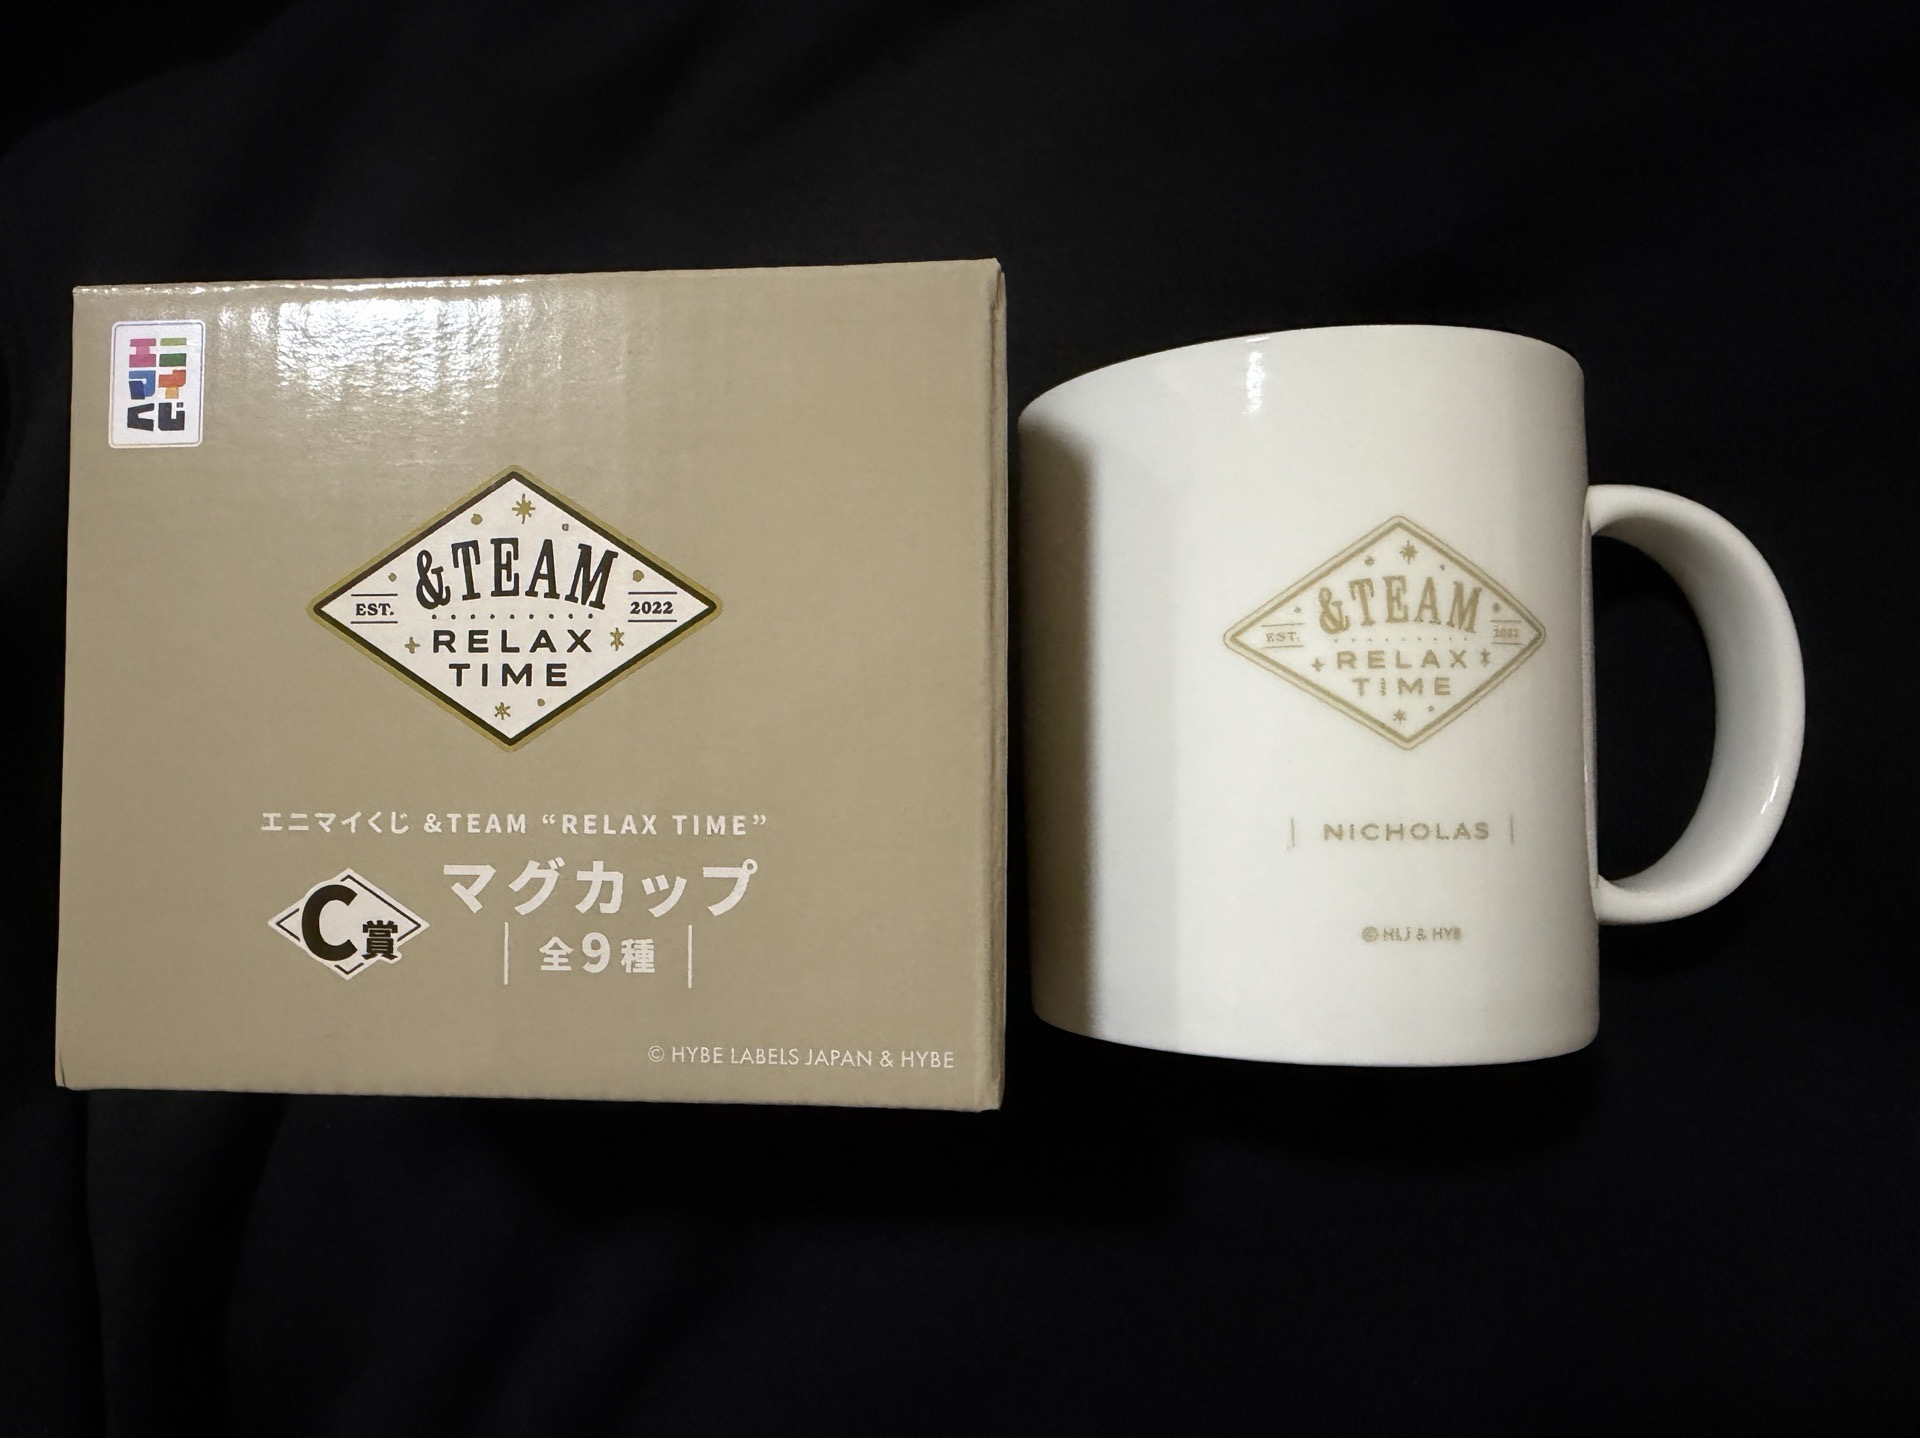 エニマイくじ
&TEAM
EST.
2022
RELAX
TIME
エニマイくじ &TEAM “RELAX TIME”
C賞
マグカップ
全9種
© HYBE LABELS JAPAN & HYBE
&TEAM
EST.
2022
RELAX
TIME
NICHOLAS
© HLJ & HYBE